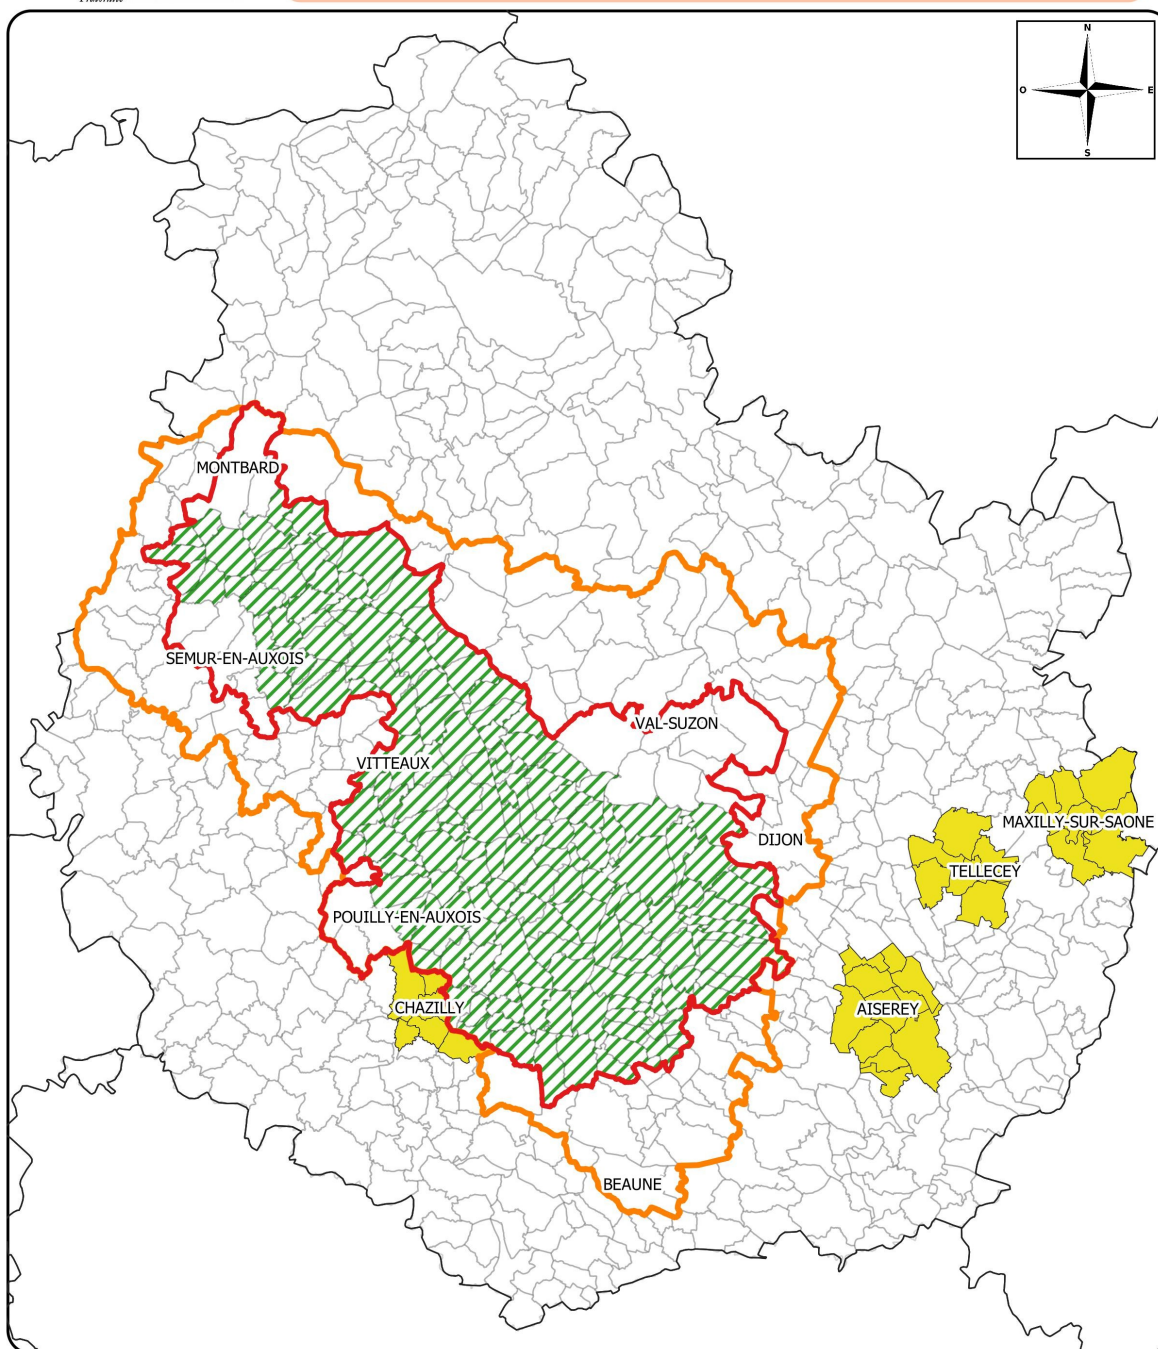 N
O E
S
MONTBARD
SEMUR-EN-AUXOIS
VAL-SUZON
VITTEAUX
MAXILLY-SUR-SAONE
DIJON
TELLECEY
POUILLY-EN-AUXOIS
CHAZILLY
AISEREY
BEAUNE